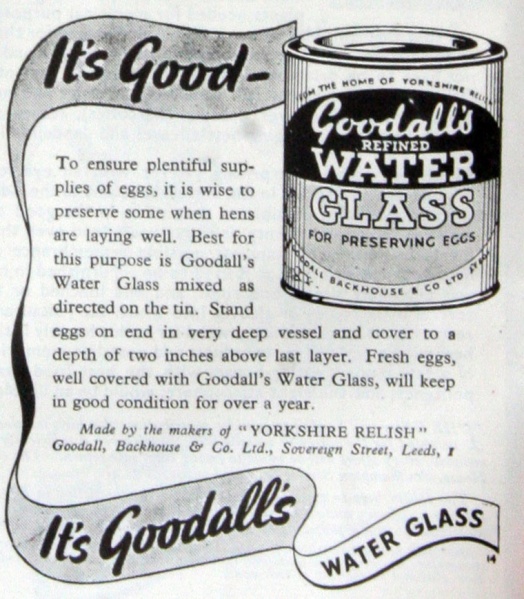 It's Good-
FROM THE HOME OF YORKSHIRE RELISH
Goodall's
REFINED
WATER
GLASS
FOR PRESERVING EGGS
GOODALL BACKHOUSE & CO LTD
To ensure plentiful sup-
plies of eggs, it is wise to
preserve some when hens
are laying well. Best for
this purpose is Goodall's
Water Glass mixed as
directed on the tin. Stand
eggs on end in very deep vessel and cover to a
depth of two inches above last layer. Fresh eggs,
well covered with Goodall's Water Glass, will keep
in good condition for over a year.
Made by the makers of "YORKSHIRE RELISH"
Goodall, Backhouse & Co. Ltd., Sovereign Street, Leeds, 1
It's Goodall's
WATER GLASS
14